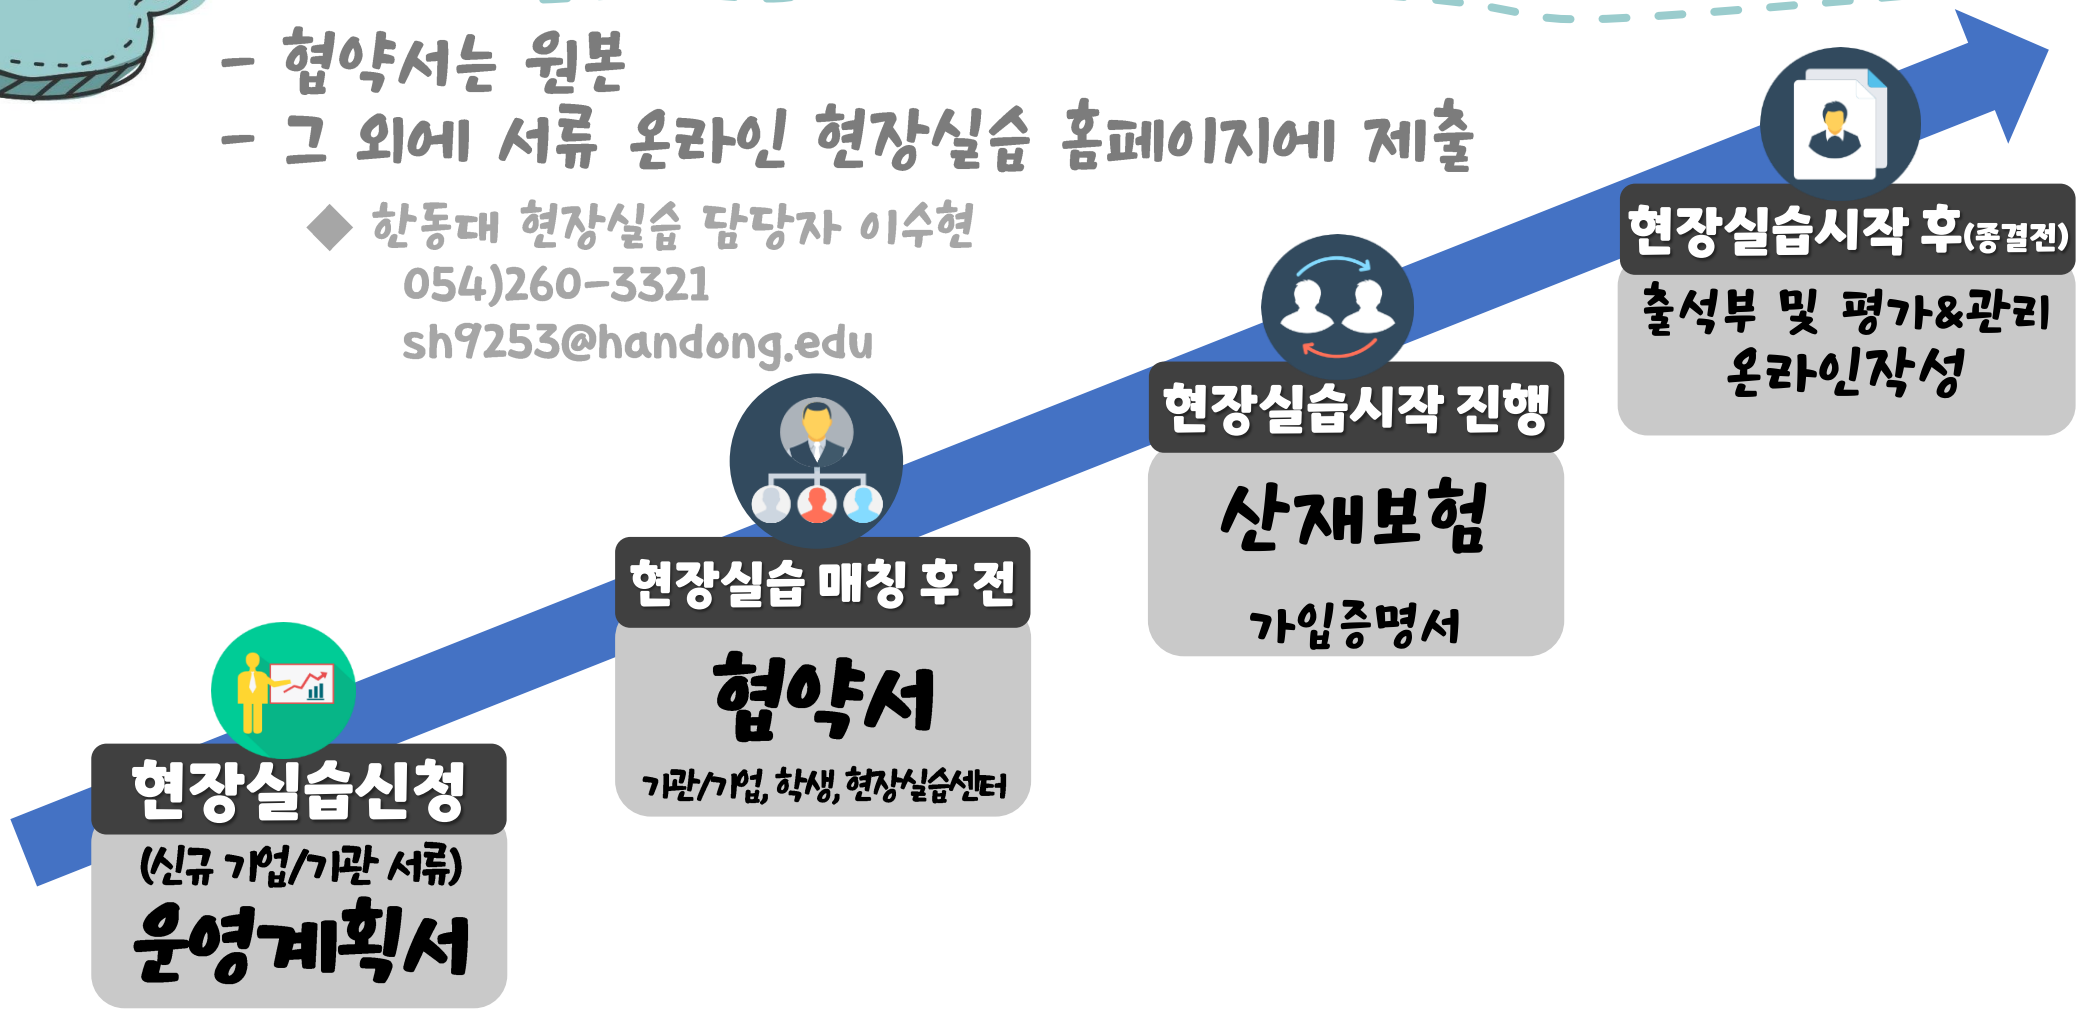 - 협약서는 원본
- 그 외에 서류 온라인 현장실습 홈페이지에 제출
◆ 한동대 현장실습 담당자 이수현
054)260-3321
sh9253@handong.edu
현장실습신청
(신규 기업/기관 서류)
운영계획서
현장실습 매칭 후 전
협약서
기관/기업, 학생, 현장실습센터
현장실습시작 진행
산재보험
가입증명서
현장실습시작 후(종결전)
출석부 및 평가&관리
온라인작성